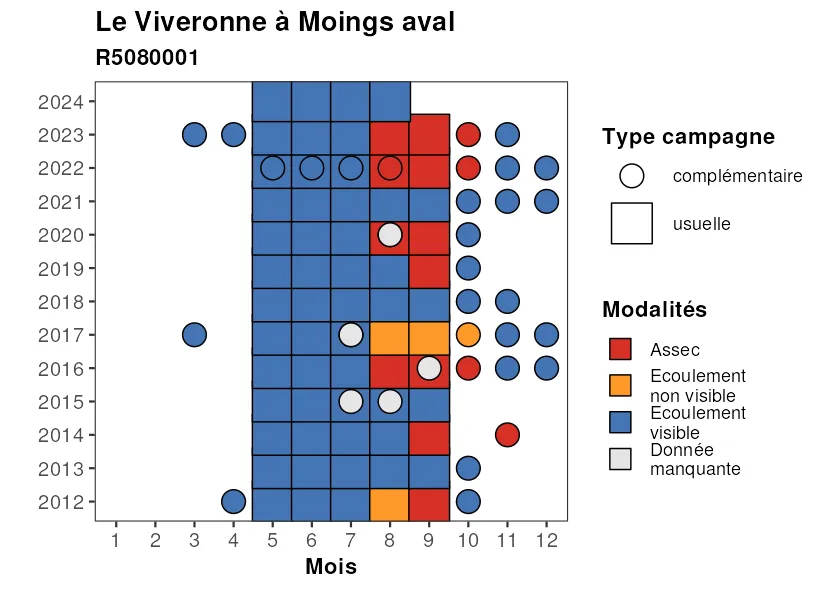 Le Viveronne à Moings aval
R5080001
2024
2023
2022
2021
2020
2019
2018
2017
2016
2015
2014
2013
2012
1 2 3 4 5 6 7 8 9 10 11 12
Mois
Type campagne
complémentaire
usuelle
Modalités
Assec
Ecoulement
non visible
Ecoulement
visible
Donnée
manquante